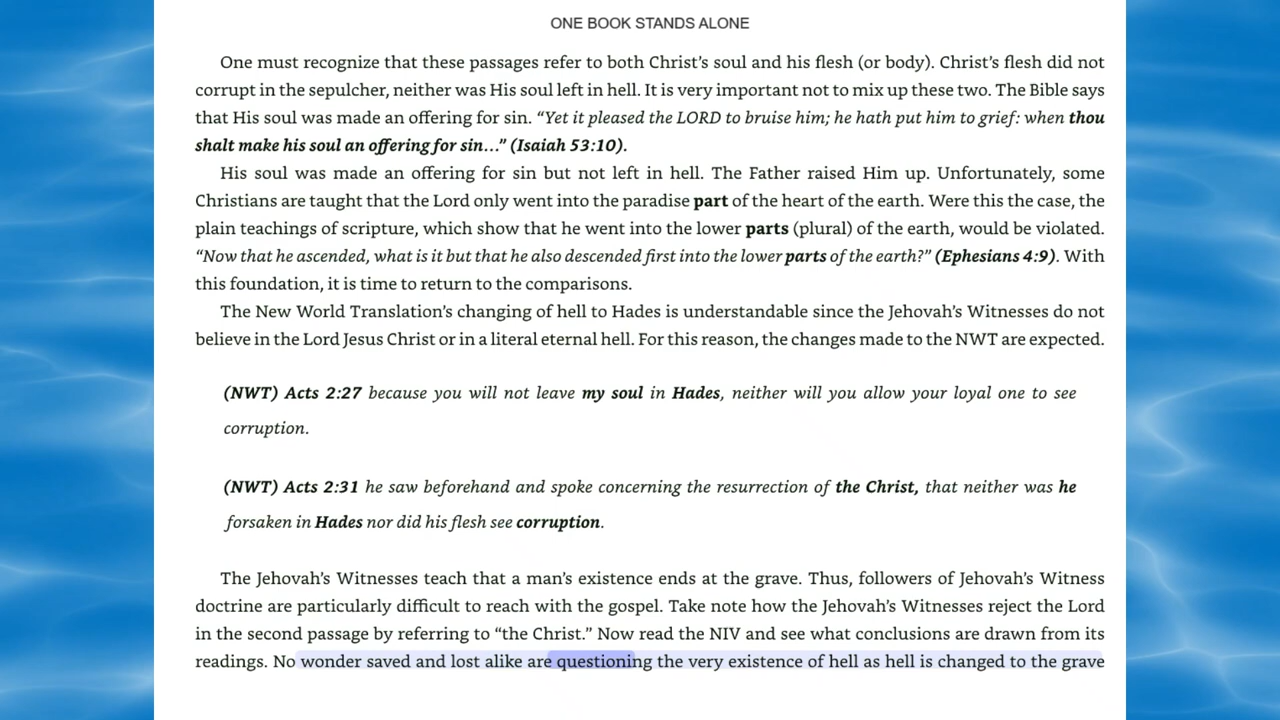 ONE BOOK STANDS ALONE
One must recognize that these passages refer to both Christ’s soul and his flesh (or body). Christ’s flesh did not
corrupt in the sepulcher, neither was His soul left in hell. It is very important not to mix up these two. The Bible says
that His soul was made an offering for sin. “Yet it pleased the LORD to bruise him; he hath put him to grief: when thou
shalt make his soul an offering for sin…” (Isaiah 53:10).
His soul was made an offering for sin but not left in hell. The Father raised Him up. Unfortunately, some
Christians are taught that the Lord only went into the paradise part of the heart of the earth. Were this the case, the
plain teachings of scripture, which show that he went into the lower parts (plural) of the earth, would be violated.
“Now that he ascended, what is it but that he also descended first into the lower parts of the earth?” (Ephesians 4:9). With
this foundation, it is time to return to the comparisons.
The New World Translation’s changing of hell to Hades is understandable since the Jehovah’s Witnesses do not
believe in the Lord Jesus Christ or in a literal eternal hell. For this reason, the changes made to the NWT are expected.
(NWT) Acts 2:27 because you will not leave my soul in Hades, neither will you allow your loyal one to see
corruption.
(NWT) Acts 2:31 he saw beforehand and spoke concerning the resurrection of the Christ, that neither was he
forsaken in Hades nor did his flesh see corruption.
The Jehovah’s Witnesses teach that a man’s existence ends at the grave. Thus, followers of Jehovah’s Witness
doctrine are particularly difficult to reach with the gospel. Take note how the Jehovah’s Witnesses reject the Lord
in the second passage by referring to “the Christ.” Now read the NIV and see what conclusions are drawn from its
readings. No wonder saved and lost alike are questioning the very existence of hell as hell is changed to the grave